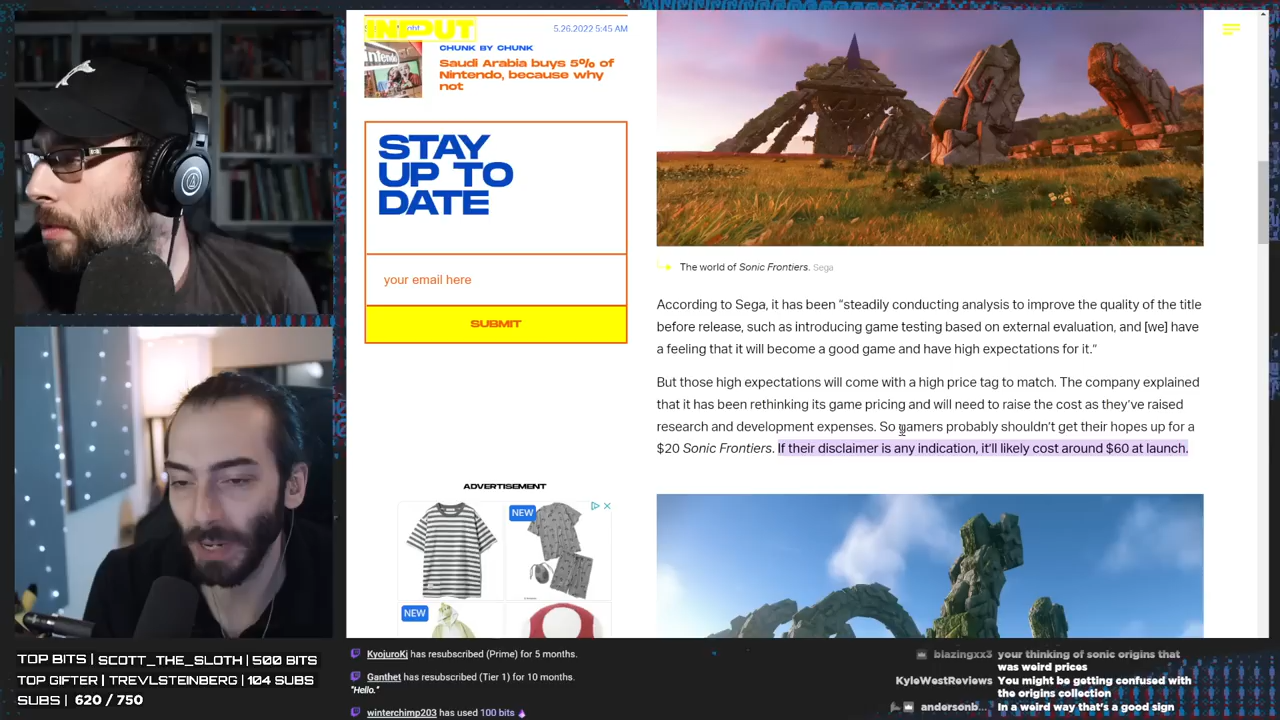 INPUT
5.26.2022 5:45 AM
CHUNK BY CHUNK
Saudi Arabia buys 5% of
Nintendo, because why
not
STAY
UP TO
DATE
your email here
SUBMIT
The world of Sonic Frontiers. Sega
According to Sega, it has been “steadily conducting analysis to improve the quality of the title
before release, such as introducing game testing based on external evaluation, and [we] have
a feeling that it will become a good game and have high expectations for it.”
But those high expectations will come with a high price tag to match. The company explained
that it has been rethinking its game pricing and will need to raise the cost as they’ve raised
research and development expenses. So gamers probably shouldn’t get their hopes up for a
$20 Sonic Frontiers. If their disclaimer is any indication, it’ll likely cost around $60 at launch.
ADVERTISEMENT
NEW
NEW
TOP BITS | SCOTT_THE_SLOTH | 500 BITS
TOP GIFTER | TREVLSTEINBERG | 104 SUBS
SUBS | 620 / 750
KyojuroKj has resubscribed (Prime) for 5 months.
Ganthet has resubscribed (Tier 1) for 10 months.
"Hello."
winterchimp203 has used 100 bits
blazingxx3 your thinking of sonic origins that
was weird prices
KyleWestReviews You might be getting confused with
the origins collection
andersonb... In a weird way that's a good sign